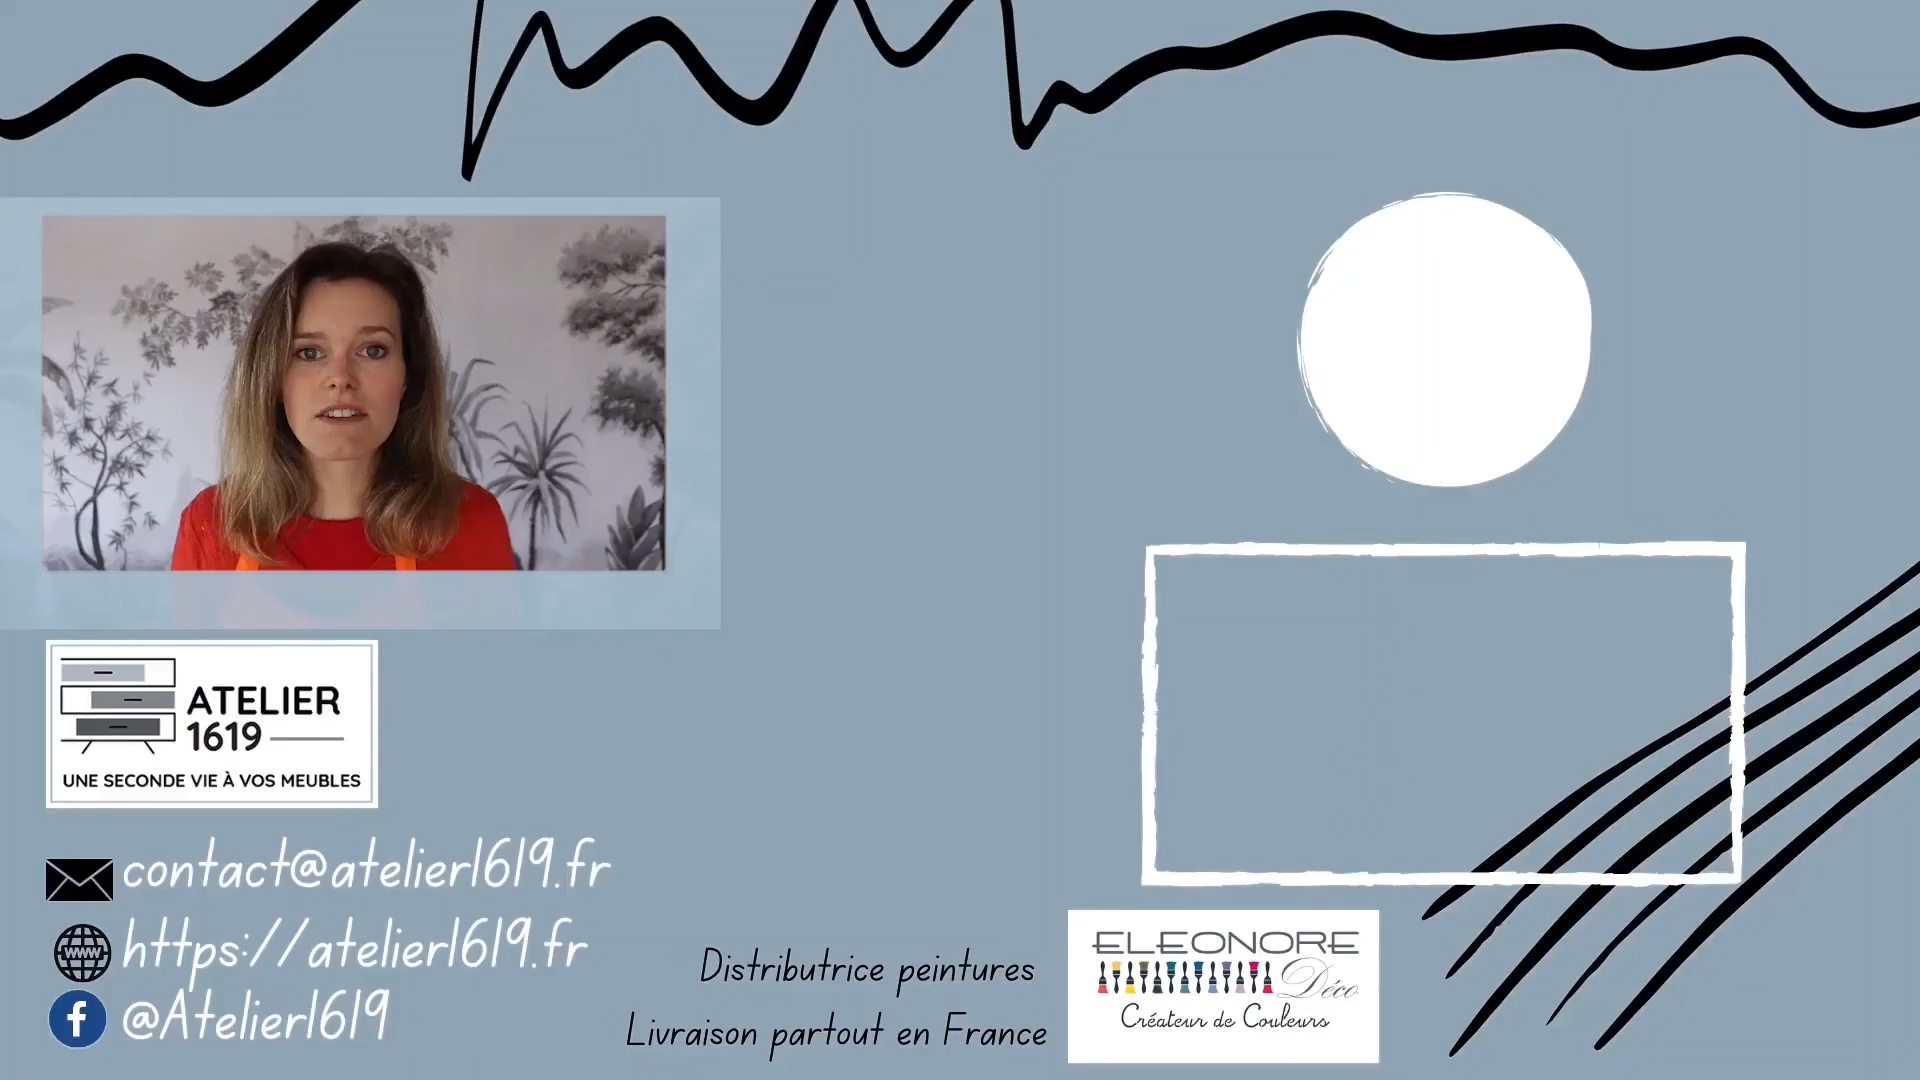 ATELIER
1619
UNE SECONDE VIE À VOS MEUBLES
contact@atelier1619.fr
www
https://atelier1619.fr
f
@Atelier1619
Distributrice peintures
Livraison partout en France
ELEONORE
Déco
Créateur de Couleurs